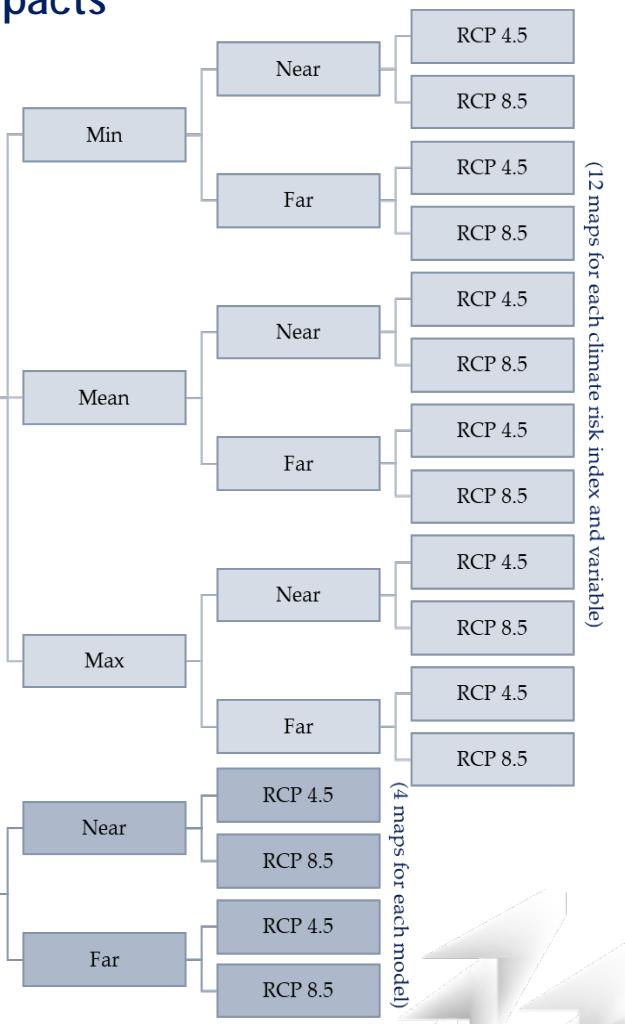 pacts
Min
Near
RCP 4.5
RCP 8.5
Far
RCP 4.5
RCP 8.5
Mean
Near
RCP 4.5
RCP 8.5
Far
RCP 4.5
RCP 8.5
Max
Near
RCP 4.5
RCP 8.5
Far
RCP 4.5
RCP 8.5
(12 maps for each climate risk index and variable)
Near
RCP 4.5
RCP 8.5
Far
RCP 4.5
RCP 8.5
(4 maps for each model)